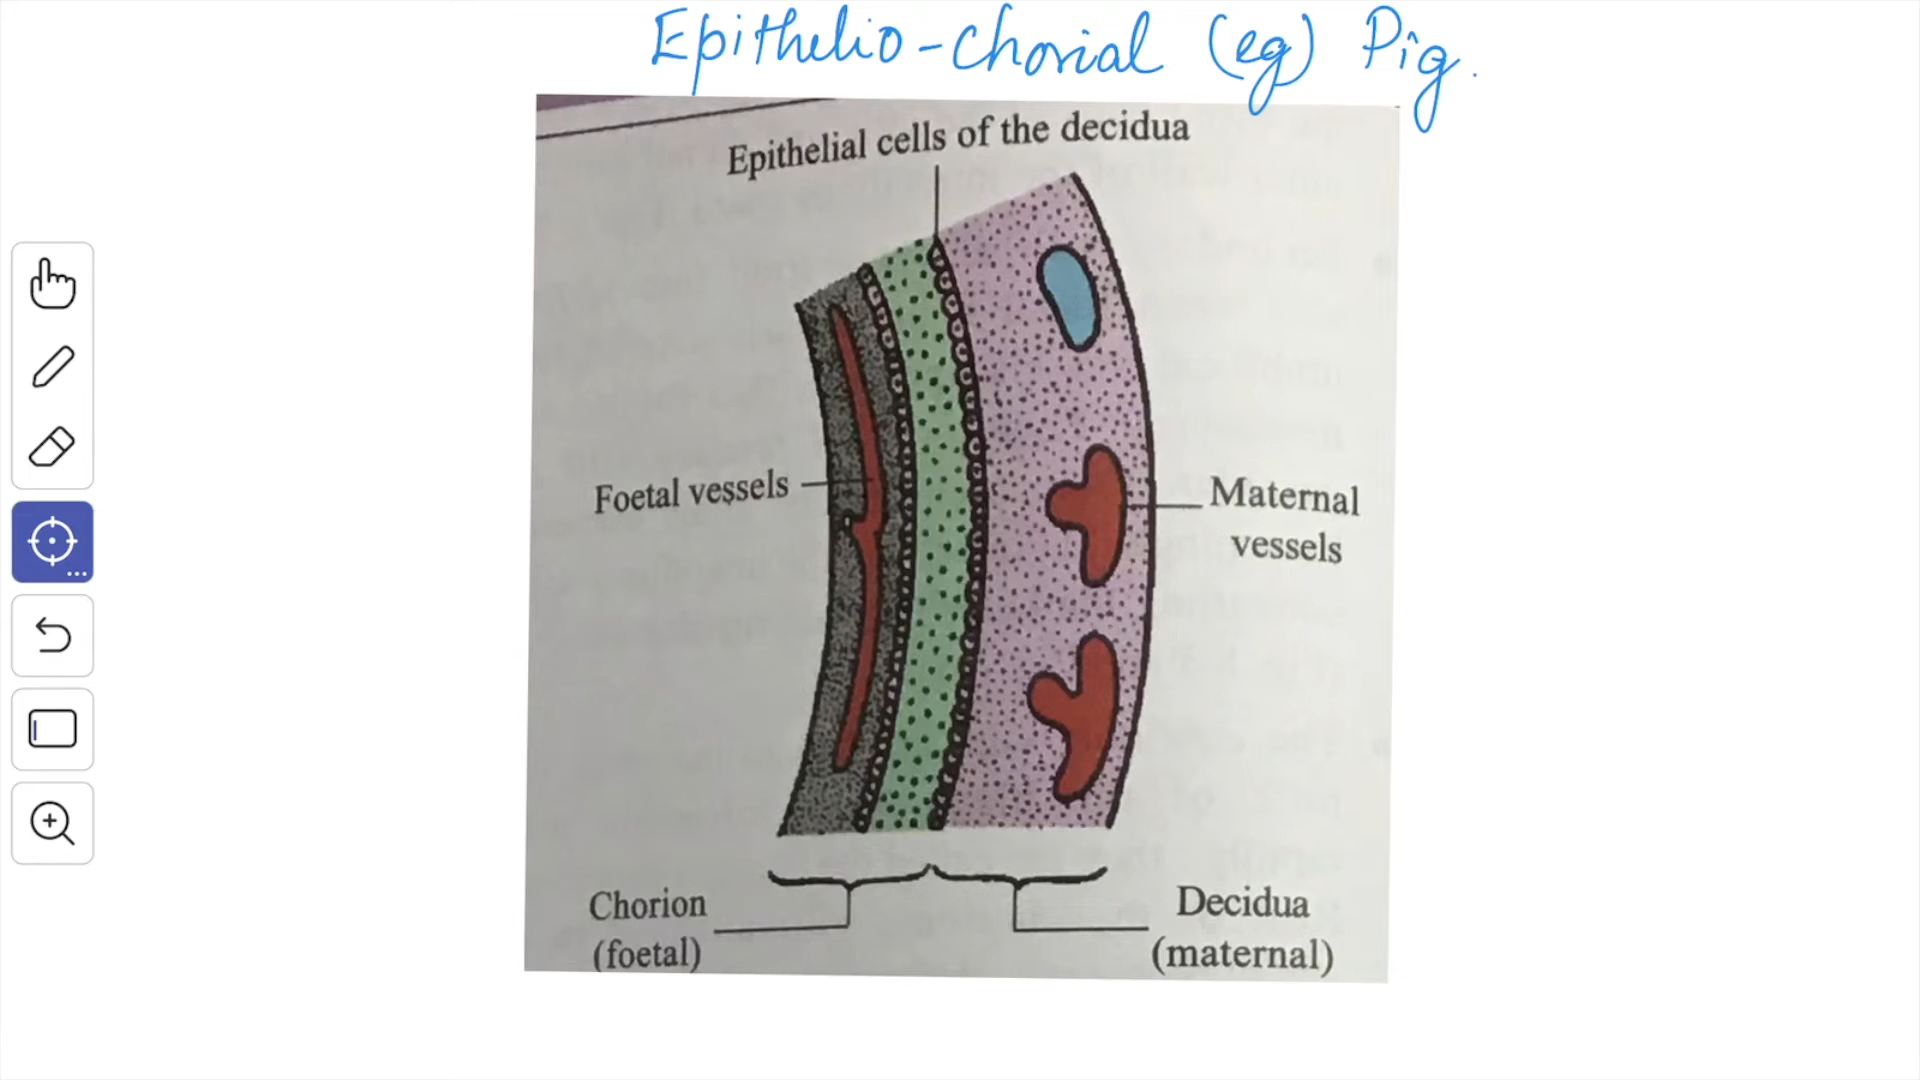 Epithelio-chorial (eg) Pig.
Epithelial cells of the decidua
Foetal vessels
Maternal
vessels
Chorion
(foetal)
Decidua
(maternal)